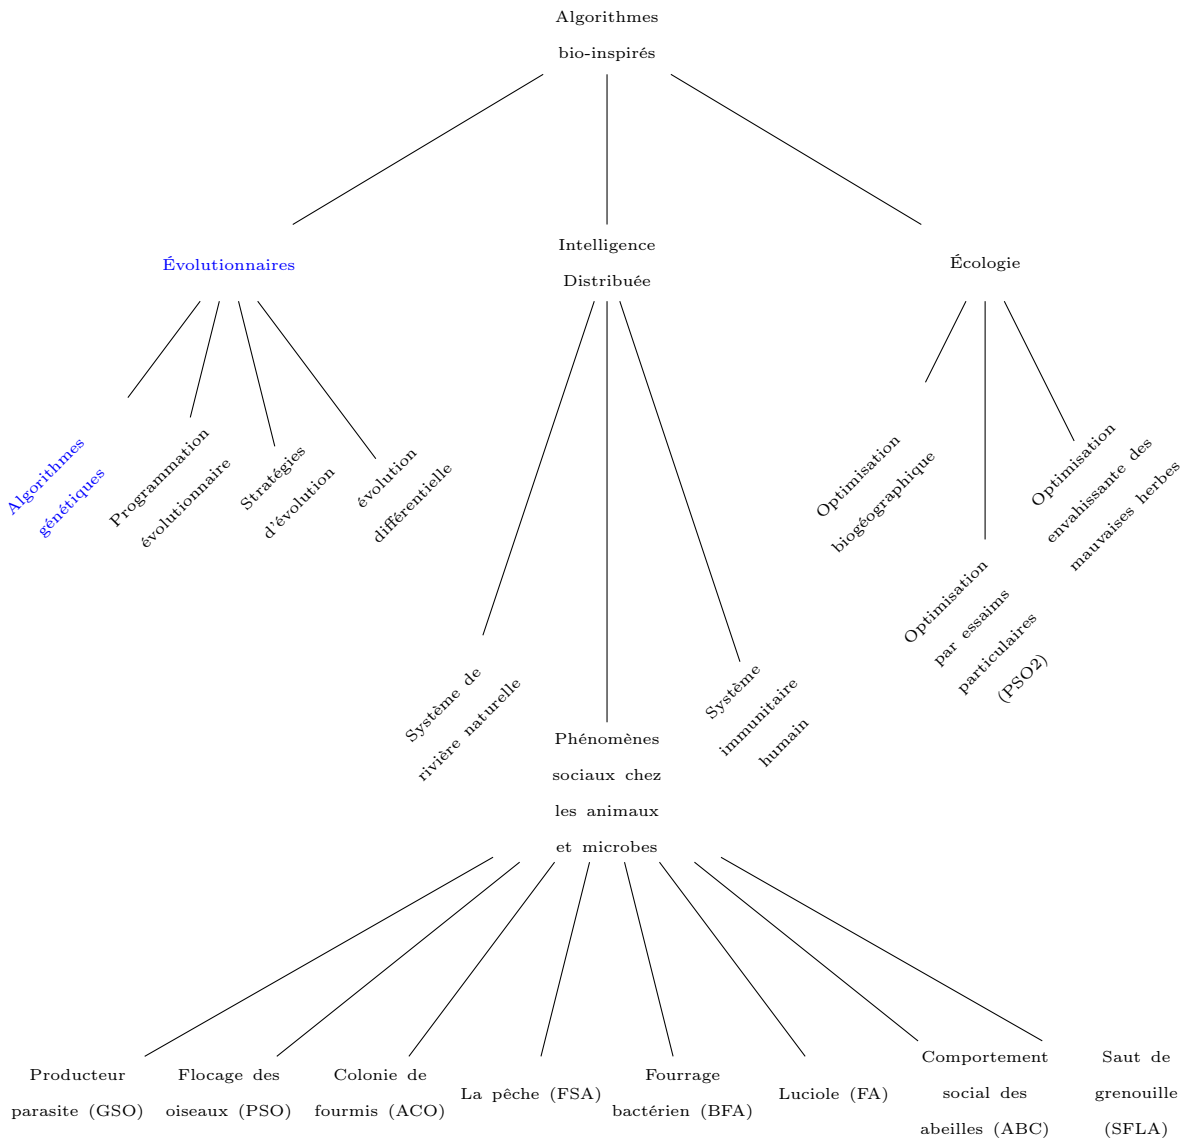 Algorithmes
bio-inspirés
Évolutionnaires
Intelligence
Distribuée
Écologie
Algorithmes
génétiques
Programmation
évolutionnaire
Stratégies
d'évolution
évolution
différentielle
Système de
rivière naturelle
Phénomènes
sociaux chez
les animaux
et microbes
Système
immunitaire
humain
Optimisation
biogéographique
Optimisation
par essaims
particulaires
(PSO2)
Optimisation
envahissante des
mauvaises herbes
Producteur
parasite (GSO)
Flocage des
oiseaux (PSO)
Colonie de
fourmis (ACO)
La pêche (FSA)
Fourrage
bactérien (BFA)
Luciole (FA)
Comportement
social des
abeilles (ABC)
Saut de
grenouille
(SFLA)